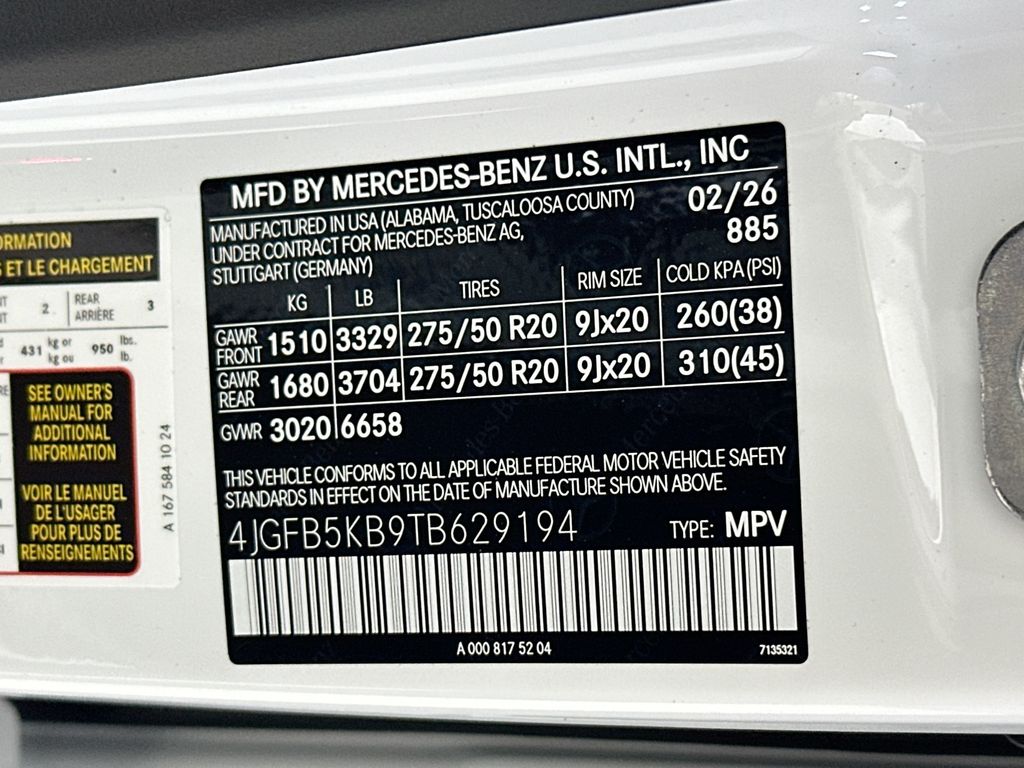 MFD BY MERCEDES-BENZ U.S. INTL., INC
MANUFACTURED IN USA (ALABAMA, TUSCALOOSA COUNTY) 02/26
UNDER CONTRACT FOR MERCEDES-BENZ AG, 885
STUTTGART (GERMANY)
KG LB TIRES RIM SIZE COLD KPA (PSI)
GAWR FRONT 1510 3329 275/50 R20 9Jx20 260(38)
GAWR REAR 1680 3704 275/50 R20 9Jx20 310(45)
GVWR 3020 6658
THIS VEHICLE CONFORMS TO ALL APPLICABLE FEDERAL MOTOR VEHICLE SAFETY
STANDARDS IN EFFECT ON THE DATE OF MANUFACTURE SHOWN ABOVE.
4JGFB5KB9TB629194 TYPE: MPV
A 000 817 52 04 7135321
ET LE CHARGEMENT
2 REAR 3
ARRIÈRE
431 kg or 950 lbs.
kg ou lb.
SEE OWNER'S
MANUAL FOR
ADDITIONAL
INFORMATION
VOIR LE MANUEL
DE L'USAGER
POUR PLUS DE
RENSEIGNEMENTS
A 167 584 10 24